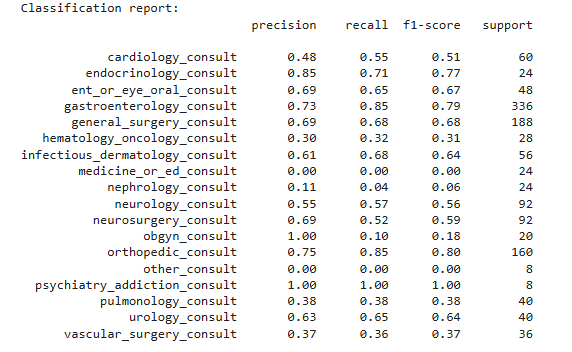 Classification report:
precision recall f1-score support
cardiology_consult 0.48 0.55 0.51 60
endocrinology_consult 0.85 0.71 0.77 24
ent_or_eye_oral_consult 0.69 0.65 0.67 48
gastroenterology_consult 0.73 0.85 0.79 336
general_surgery_consult 0.69 0.68 0.68 188
hematology_oncology_consult 0.30 0.32 0.31 28
infectious_dermatology_consult 0.61 0.68 0.64 56
medicine_or_ed_consult 0.00 0.00 0.00 24
nephrology_consult 0.11 0.04 0.06 24
neurology_consult 0.55 0.57 0.56 92
neurosurgery_consult 0.69 0.52 0.59 92
obgyn_consult 1.00 0.10 0.18 20
orthopedic_consult 0.75 0.85 0.80 160
other_consult 0.00 0.00 0.00 8
psychiatry_addiction_consult 1.00 1.00 1.00 8
pulmonology_consult 0.38 0.38 0.38 40
urology_consult 0.63 0.65 0.64 40
vascular_surgery_consult 0.37 0.36 0.37 36